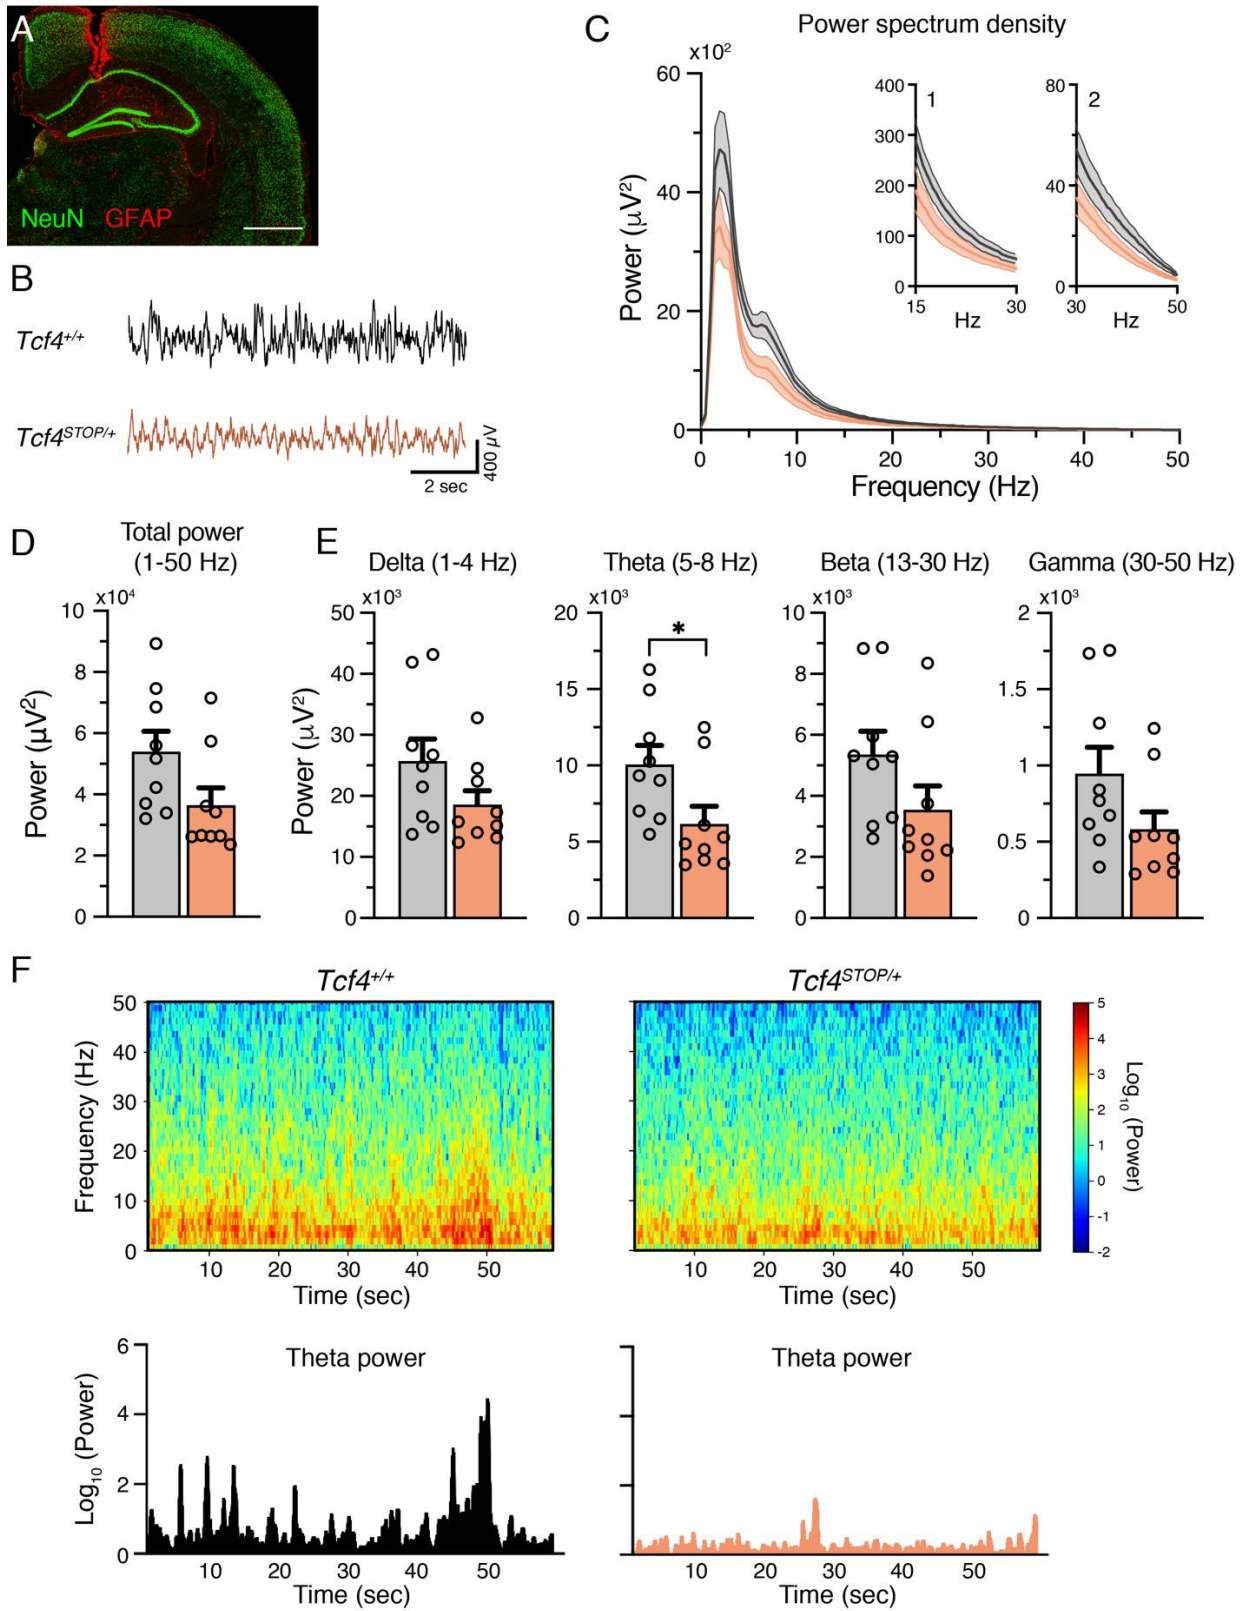 A
NeuN GFAP
B
Tcf4+/+
Tcf4STOP/+
400 µV
2 sec
C
Power spectrum density
x10²
60
40
20
0
Power (µV²)
0 10 20 30 40 50
Frequency (Hz)
1
400
300
200
100
0
15 30
Hz
2
80
40
0
30 50
Hz
D
Total power
(1-50 Hz)
x10⁴
10
8
6
4
2
0
Power (µV²)
E
Delta (1-4 Hz)
x10³
50
40
30
20
10
0
Power (µV²)
Theta (5-8 Hz)
x10³
20
15
10
5
0
*
Beta (13-30 Hz)
x10³
10
8
6
4
2
0
Gamma (30-50 Hz)
x10³
2
1.5
1
0.5
0
F
Tcf4+/+
50
40
30
20
10
0
Frequency (Hz)
10 20 30 40 50
Time (sec)
Tcf4STOP/+
10 20 30 40 50
Time (sec)
5
4
3
2
1
0
-1
-2
Log₁₀ (Power)
Theta power
6
4
2
0
Log₁₀ (Power)
10 20 30 40 50
Time (sec)
Theta power
10 20 30 40 50
Time (sec)